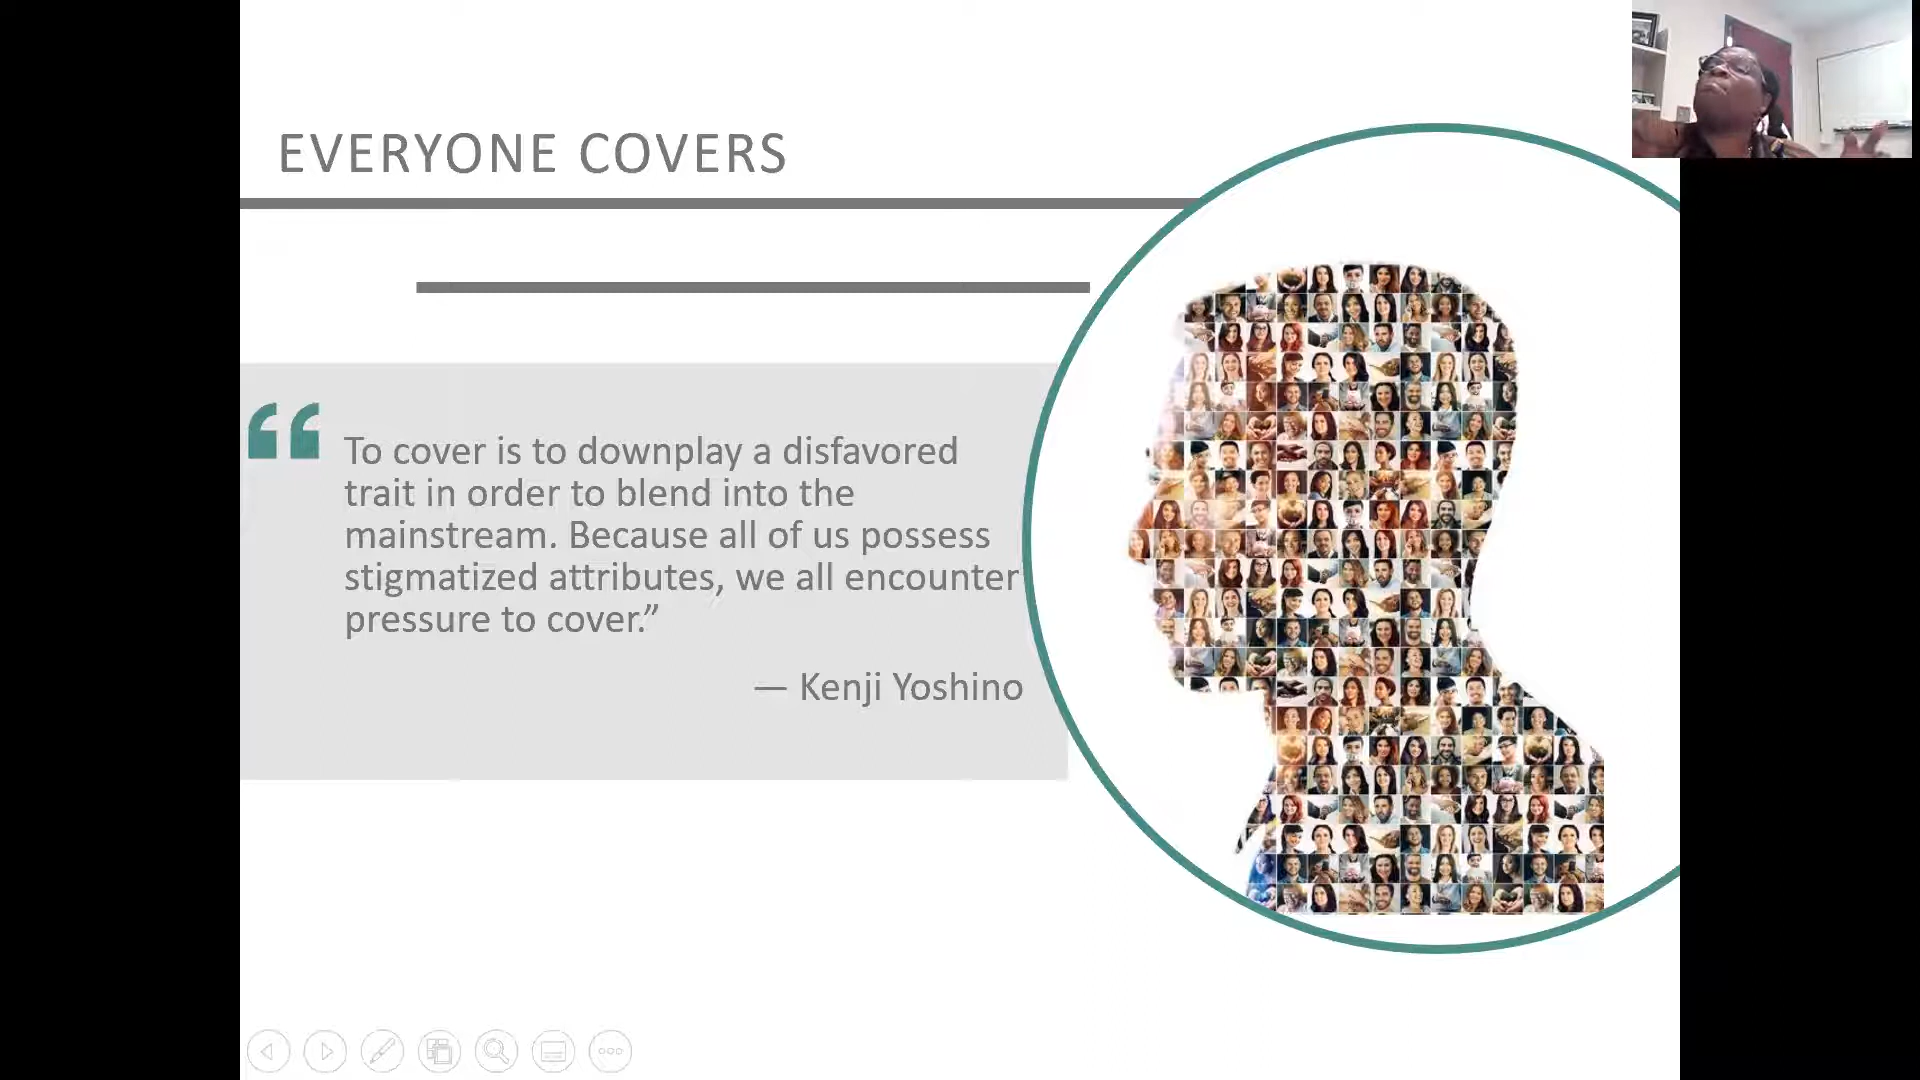 EVERYONE COVERS
“ To cover is to downplay a disfavored
trait in order to blend into the
mainstream. Because all of us possess
stigmatized attributes, we all encounter
pressure to cover.”
— Kenji Yoshino